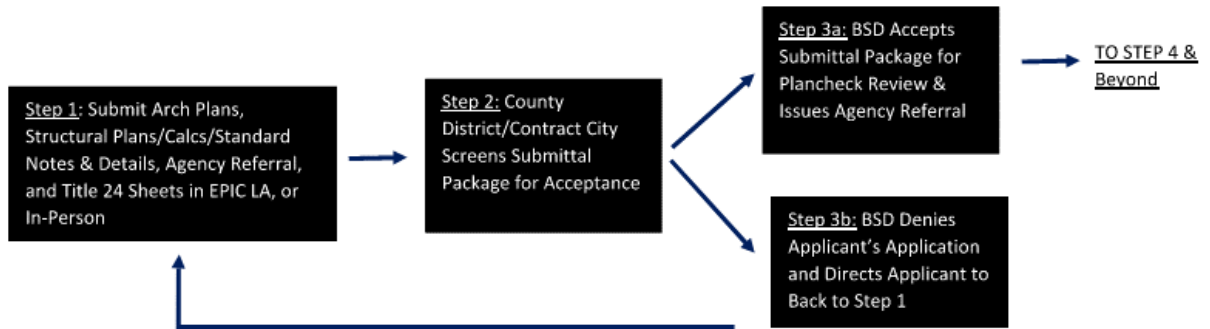 Step 1: Submit Arch Plans,
Structural Plans/Calcs/Standard
Notes & Details, Agency Referral,
and Title 24 Sheets in EPIC LA, or
In-Person
Step 2: County
District/Contract City
Screens Submittal
Package for Acceptance
Step 3a: BSD Accepts
Submittal Package for
Plancheck Review &
Issues Agency Referral
TO STEP 4 &
Beyond
Step 3b: BSD Denies
Applicant's Application
and Directs Applicant to
Back to Step 1